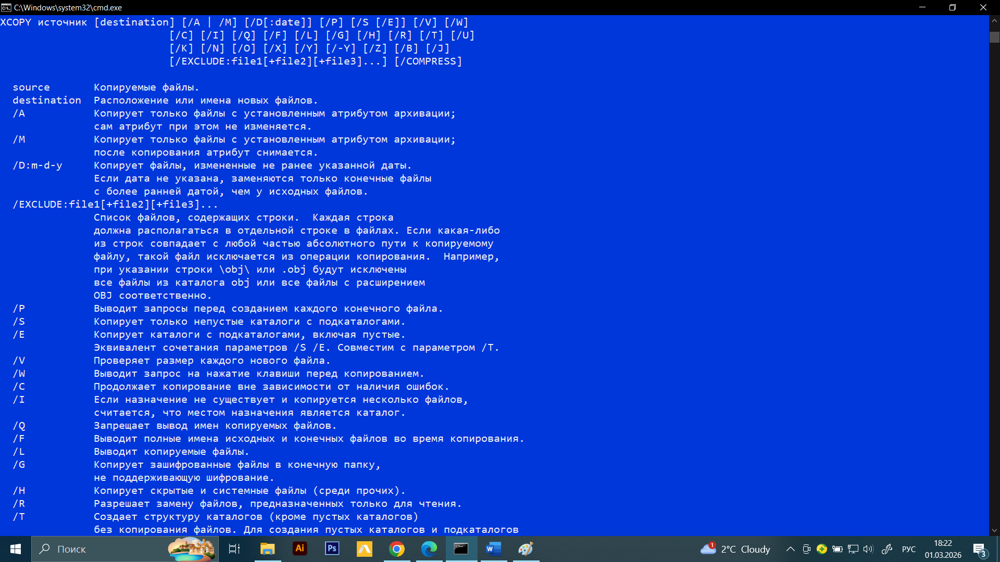 C:\Windows\system32\cmd.exe
XCOPY источник [destination] [/A | /M] [/D[:date]] [/P] [/S [/E]] [/V] [/W]
[/C] [/I] [/Q] [/F] [/L] [/G] [/H] [/R] [/T] [/U]
[/K] [/N] [/O] [/X] [/Y] [/-Y] [/Z] [/B] [/J]
[/EXCLUDE:file1[+file2][+file3]...] [/COMPRESS]
source Копируемые файлы.
destination Расположение или имена новых файлов.
/A Копирует только файлы с установленным атрибутом архивации;
сам атрибут при этом не изменяется.
/M Копирует только файлы с установленным атрибутом архивации;
после копирования атрибут снимается.
/D:m-d-y Копирует файлы, измененные не ранее указанной даты.
Если дата не указана, заменяются только конечные файлы
с более ранней датой, чем у исходных файлов.
/EXCLUDE:file1[+file2][+file3]...
Список файлов, содержащих строки.  Каждая строка
должна располагаться в отдельной строке в файлах. Если какая-либо
из строк совпадает с любой частью абсолютного пути к копируемому
файлу, такой файл исключается из операции копирования.  Например,
при указании строки \obj\ или .obj будут исключены
все файлы из каталога obj или все файлы с расширением
OBJ соответственно.
/P Выводит запросы перед созданием каждого конечного файла.
/S Копирует только непустые каталоги с подкаталогами.
/E Копирует каталоги с подкаталогами, включая пустые.
Эквивалент сочетания параметров /S /E. Совместим с параметром /T.
/V Проверяет размер каждого нового файла.
/W Выводит запрос на нажатие клавиши перед копированием.
/C Продолжает копирование вне зависимости от наличия ошибок.
/I Если назначение не существует и копируется несколько файлов,
считается, что местом назначения является каталог.
/Q Запрещает вывод имен копируемых файлов.
/F Выводит полные имена исходных и конечных файлов во время копирования.
/L Выводит копируемые файлы.
/G Копирует зашифрованные файлы в конечную папку,
не поддерживающую шифрование.
/H Копирует скрытые и системные файлы (среди прочих).
/R Разрешает замену файлов, предназначенных только для чтения.
/T Создает структуру каталогов (кроме пустых каталогов)
без копирования файлов. Для создания пустых каталогов и подкаталогов
Поиск
Ai
Ps
W
1
2°C Cloudy
РУС
18:22
01.03.2026
3